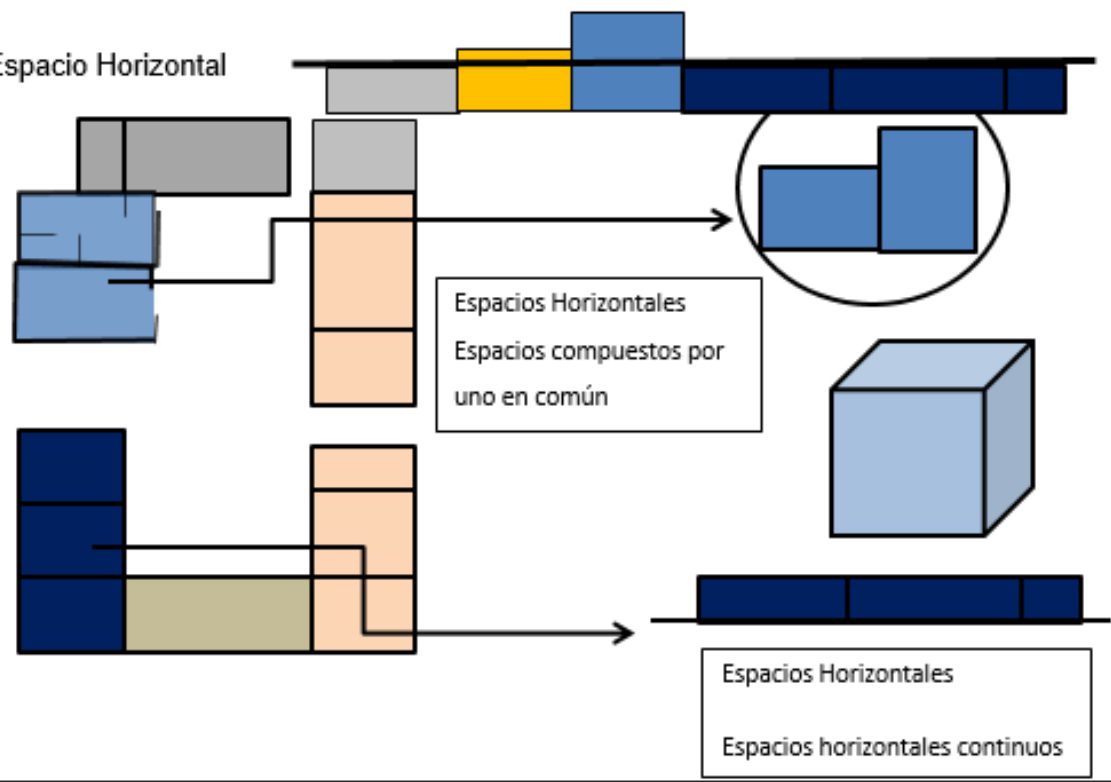 Espacio Horizontal
Espacios Horizontales
Espacios compuestos por
uno en común
Espacios Horizontales
Espacios horizontales continuos